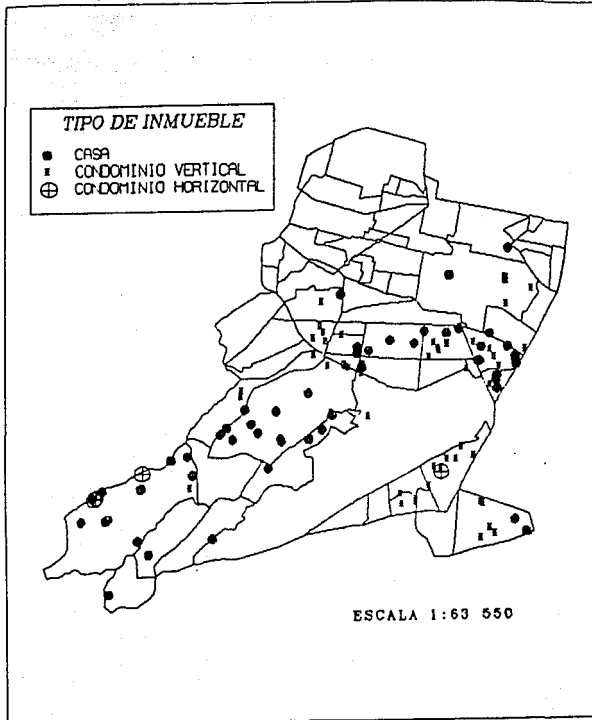 TIPO DE INMUEBLE
CASA
CONDOMINIO VERTICAL
CONDOMINIO HORIZONTAL
ESCALA 1:63 550